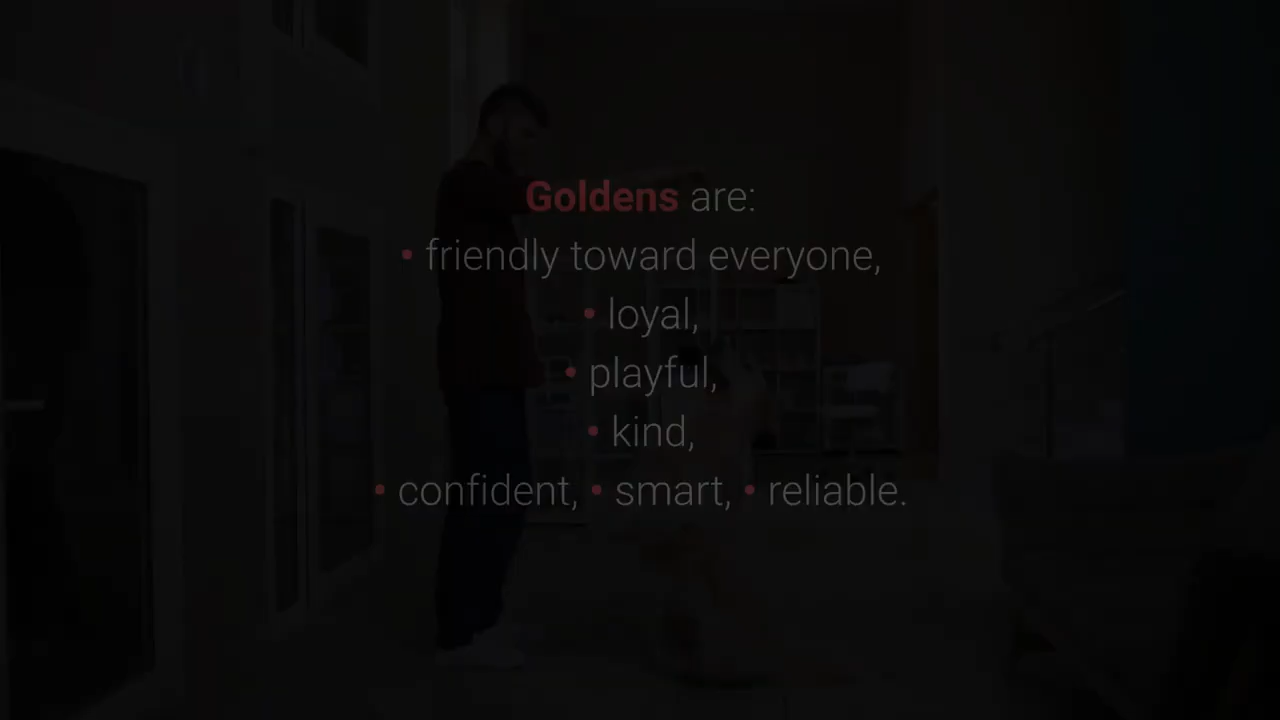 Goldens are:
• friendly toward everyone,
• loyal,
• playful,
• kind,
• confident, • smart, • reliable.